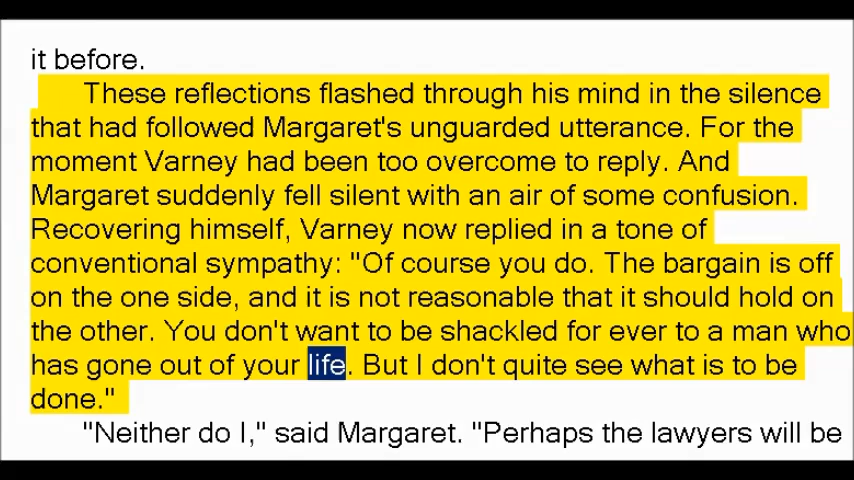 it before.
These reflections flashed through his mind in the silence
that had followed Margaret's unguarded utterance. For the
moment Varney had been too overcome to reply. And
Margaret suddenly fell silent with an air of some confusion.
Recovering himself, Varney now replied in a tone of
conventional sympathy: "Of course you do. The bargain is off
on the one side, and it is not reasonable that it should hold on
the other. You don't want to be shackled for ever to a man who
has gone out of your life. But I don't quite see what is to be
done."
"Neither do I," said Margaret. "Perhaps the lawyers will be